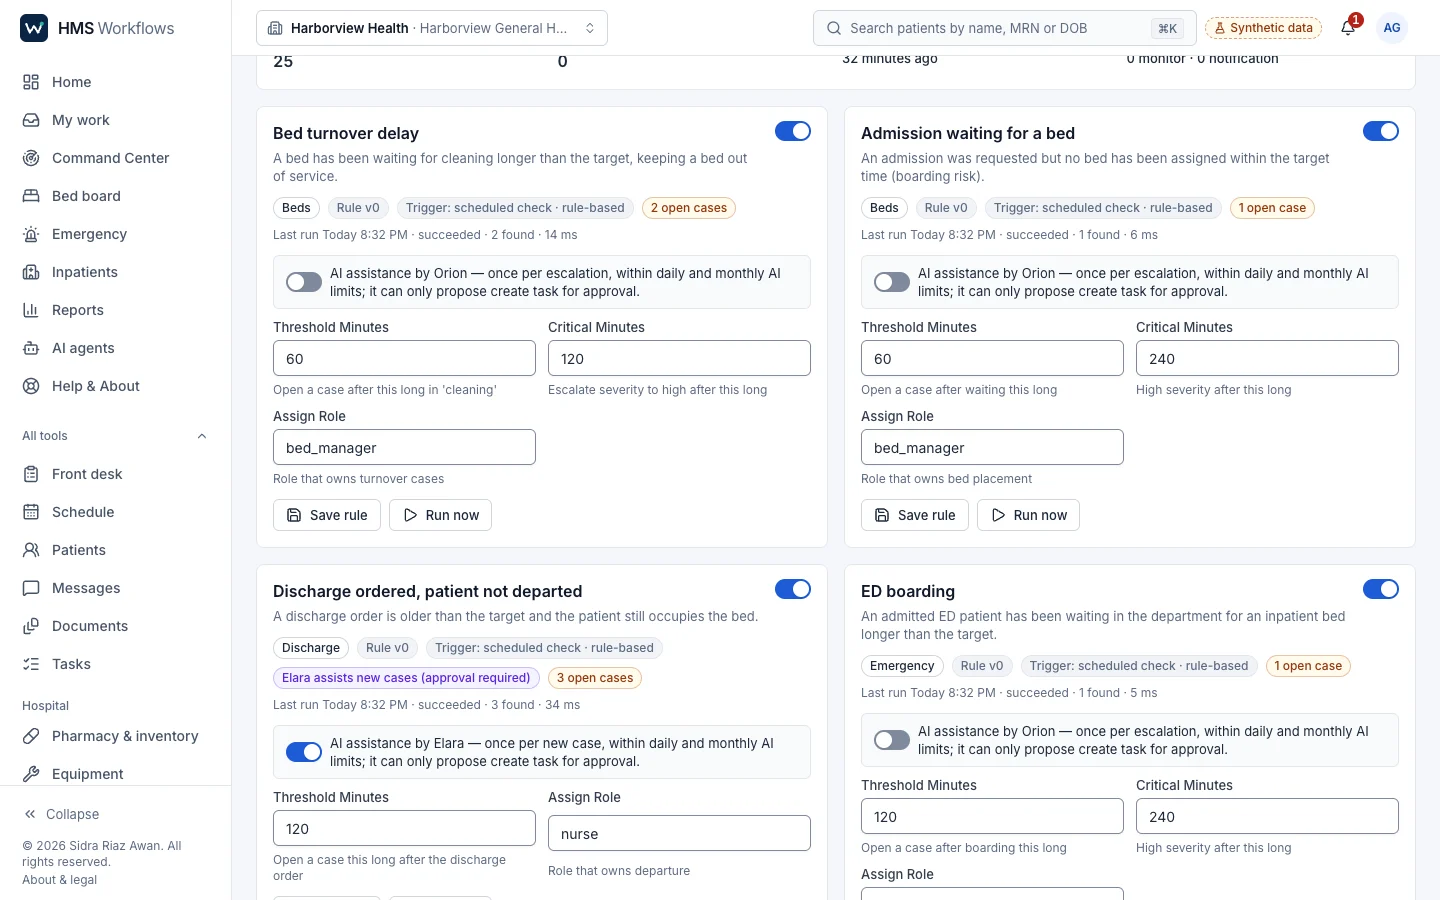 HMS Workflows
Home
My work
Command Center
Bed board
Emergency
Inpatients
Reports
AI agents
Help & About
All tools
Front desk
Schedule
Patients
Messages
Documents
Tasks
Hospital
Pharmacy & inventory
Equipment
Collapse
© 2026 Sidra Riaz Awan. All
rights reserved.
About & legal
Harborview Health · Harborview General H...
Search patients by name, MRN or DOB
⌘K
Synthetic data
1
AG
25
0
32 minutes ago
0 monitor · 0 notification
Bed turnover delay
A bed has been waiting for cleaning longer than the target, keeping a bed out
of service.
Beds
Rule v0
Trigger: scheduled check · rule-based
2 open cases
Last run Today 8:32 PM · succeeded · 2 found · 14 ms
AI assistance by Orion — once per escalation, within daily and monthly AI
limits; it can only propose create task for approval.
Threshold Minutes
Critical Minutes
60
120
Open a case after this long in 'cleaning'
Escalate severity to high after this long
Assign Role
bed_manager
Role that owns turnover cases
Save rule
Run now
Admission waiting for a bed
An admission was requested but no bed has been assigned within the target
time (boarding risk).
Beds
Rule v0
Trigger: scheduled check · rule-based
1 open case
Last run Today 8:32 PM · succeeded · 1 found · 6 ms
AI assistance by Orion — once per escalation, within daily and monthly AI
limits; it can only propose create task for approval.
Threshold Minutes
Critical Minutes
60
240
Open a case after waiting this long
High severity after this long
Assign Role
bed_manager
Role that owns bed placement
Save rule
Run now
Discharge ordered, patient not departed
A discharge order is older than the target and the patient still occupies the bed.
Discharge
Rule v0
Trigger: scheduled check · rule-based
Elara assists new cases (approval required)
3 open cases
Last run Today 8:32 PM · succeeded · 3 found · 34 ms
AI assistance by Elara — once per new case, within daily and monthly AI
limits; it can only propose create task for approval.
Threshold Minutes
Assign Role
120
nurse
Open a case this long after the discharge
order
Role that owns departure
ED boarding
An admitted ED patient has been waiting in the department for an inpatient bed
longer than the target.
Emergency
Rule v0
Trigger: scheduled check · rule-based
1 open case
Last run Today 8:32 PM · succeeded · 1 found · 5 ms
AI assistance by Orion — once per escalation, within daily and monthly AI
limits; it can only propose create task for approval.
Threshold Minutes
Critical Minutes
120
240
Open a case after boarding this long
High severity after this long
Assign Role